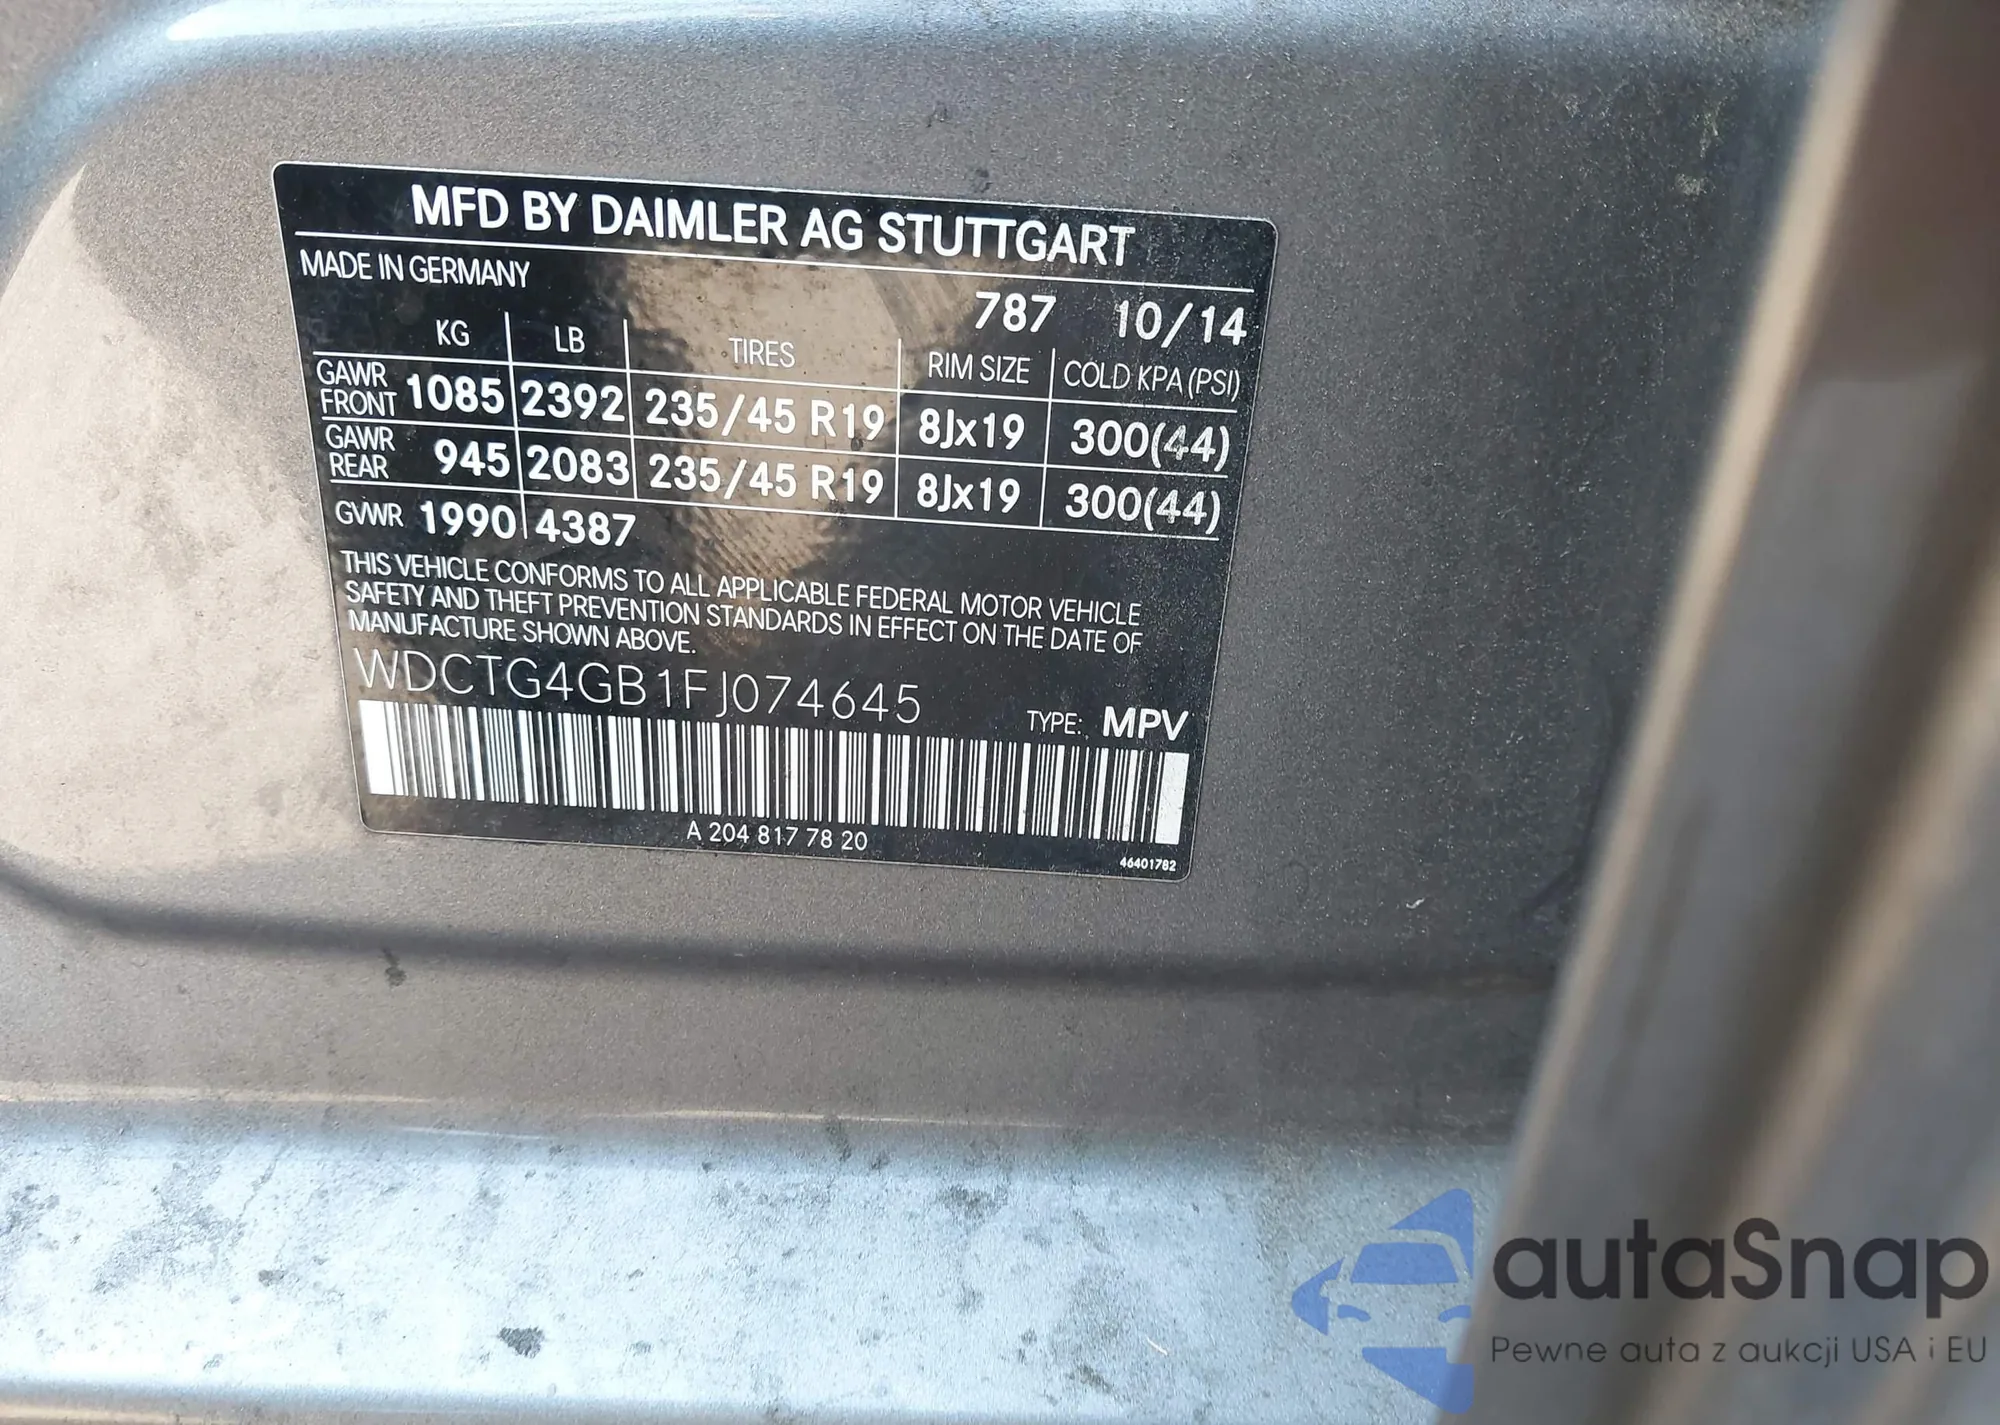 MFD BY DAIMLER AG STUTTGART
MADE IN GERMANY
787 10/14
KG LB TIRES RIM SIZE COLD KPA (PSI)
GAWR FRONT 1085 2392 235/45 R19 8Jx19 300(44)
GAWR REAR 945 2083 235/45 R19 8Jx19 300(44)
GVWR 1990 4387
THIS VEHICLE CONFORMS TO ALL APPLICABLE FEDERAL MOTOR VEHICLE
SAFETY AND THEFT PREVENTION STANDARDS IN EFFECT ON THE DATE OF
MANUFACTURE SHOWN ABOVE.
WDCTG4GB1FJ074645
TYPE: MPV
A 204 817 78 20
46401782
autaSnap
Pewne auta z aukcji USA i EU